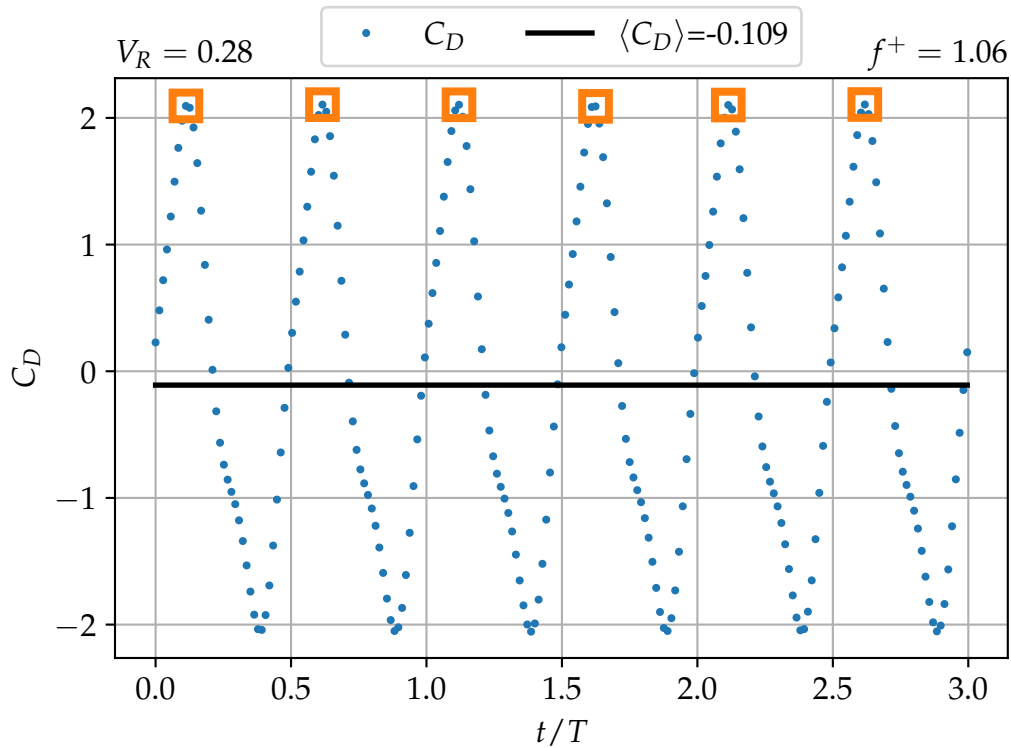 V_R = 0.28
C_D
⟨C_D⟩=-0.109
f^+ = 1.06
2
1
0
−1
−2
C_D
0.0 0.5 1.0 1.5 2.0 2.5 3.0
t/T